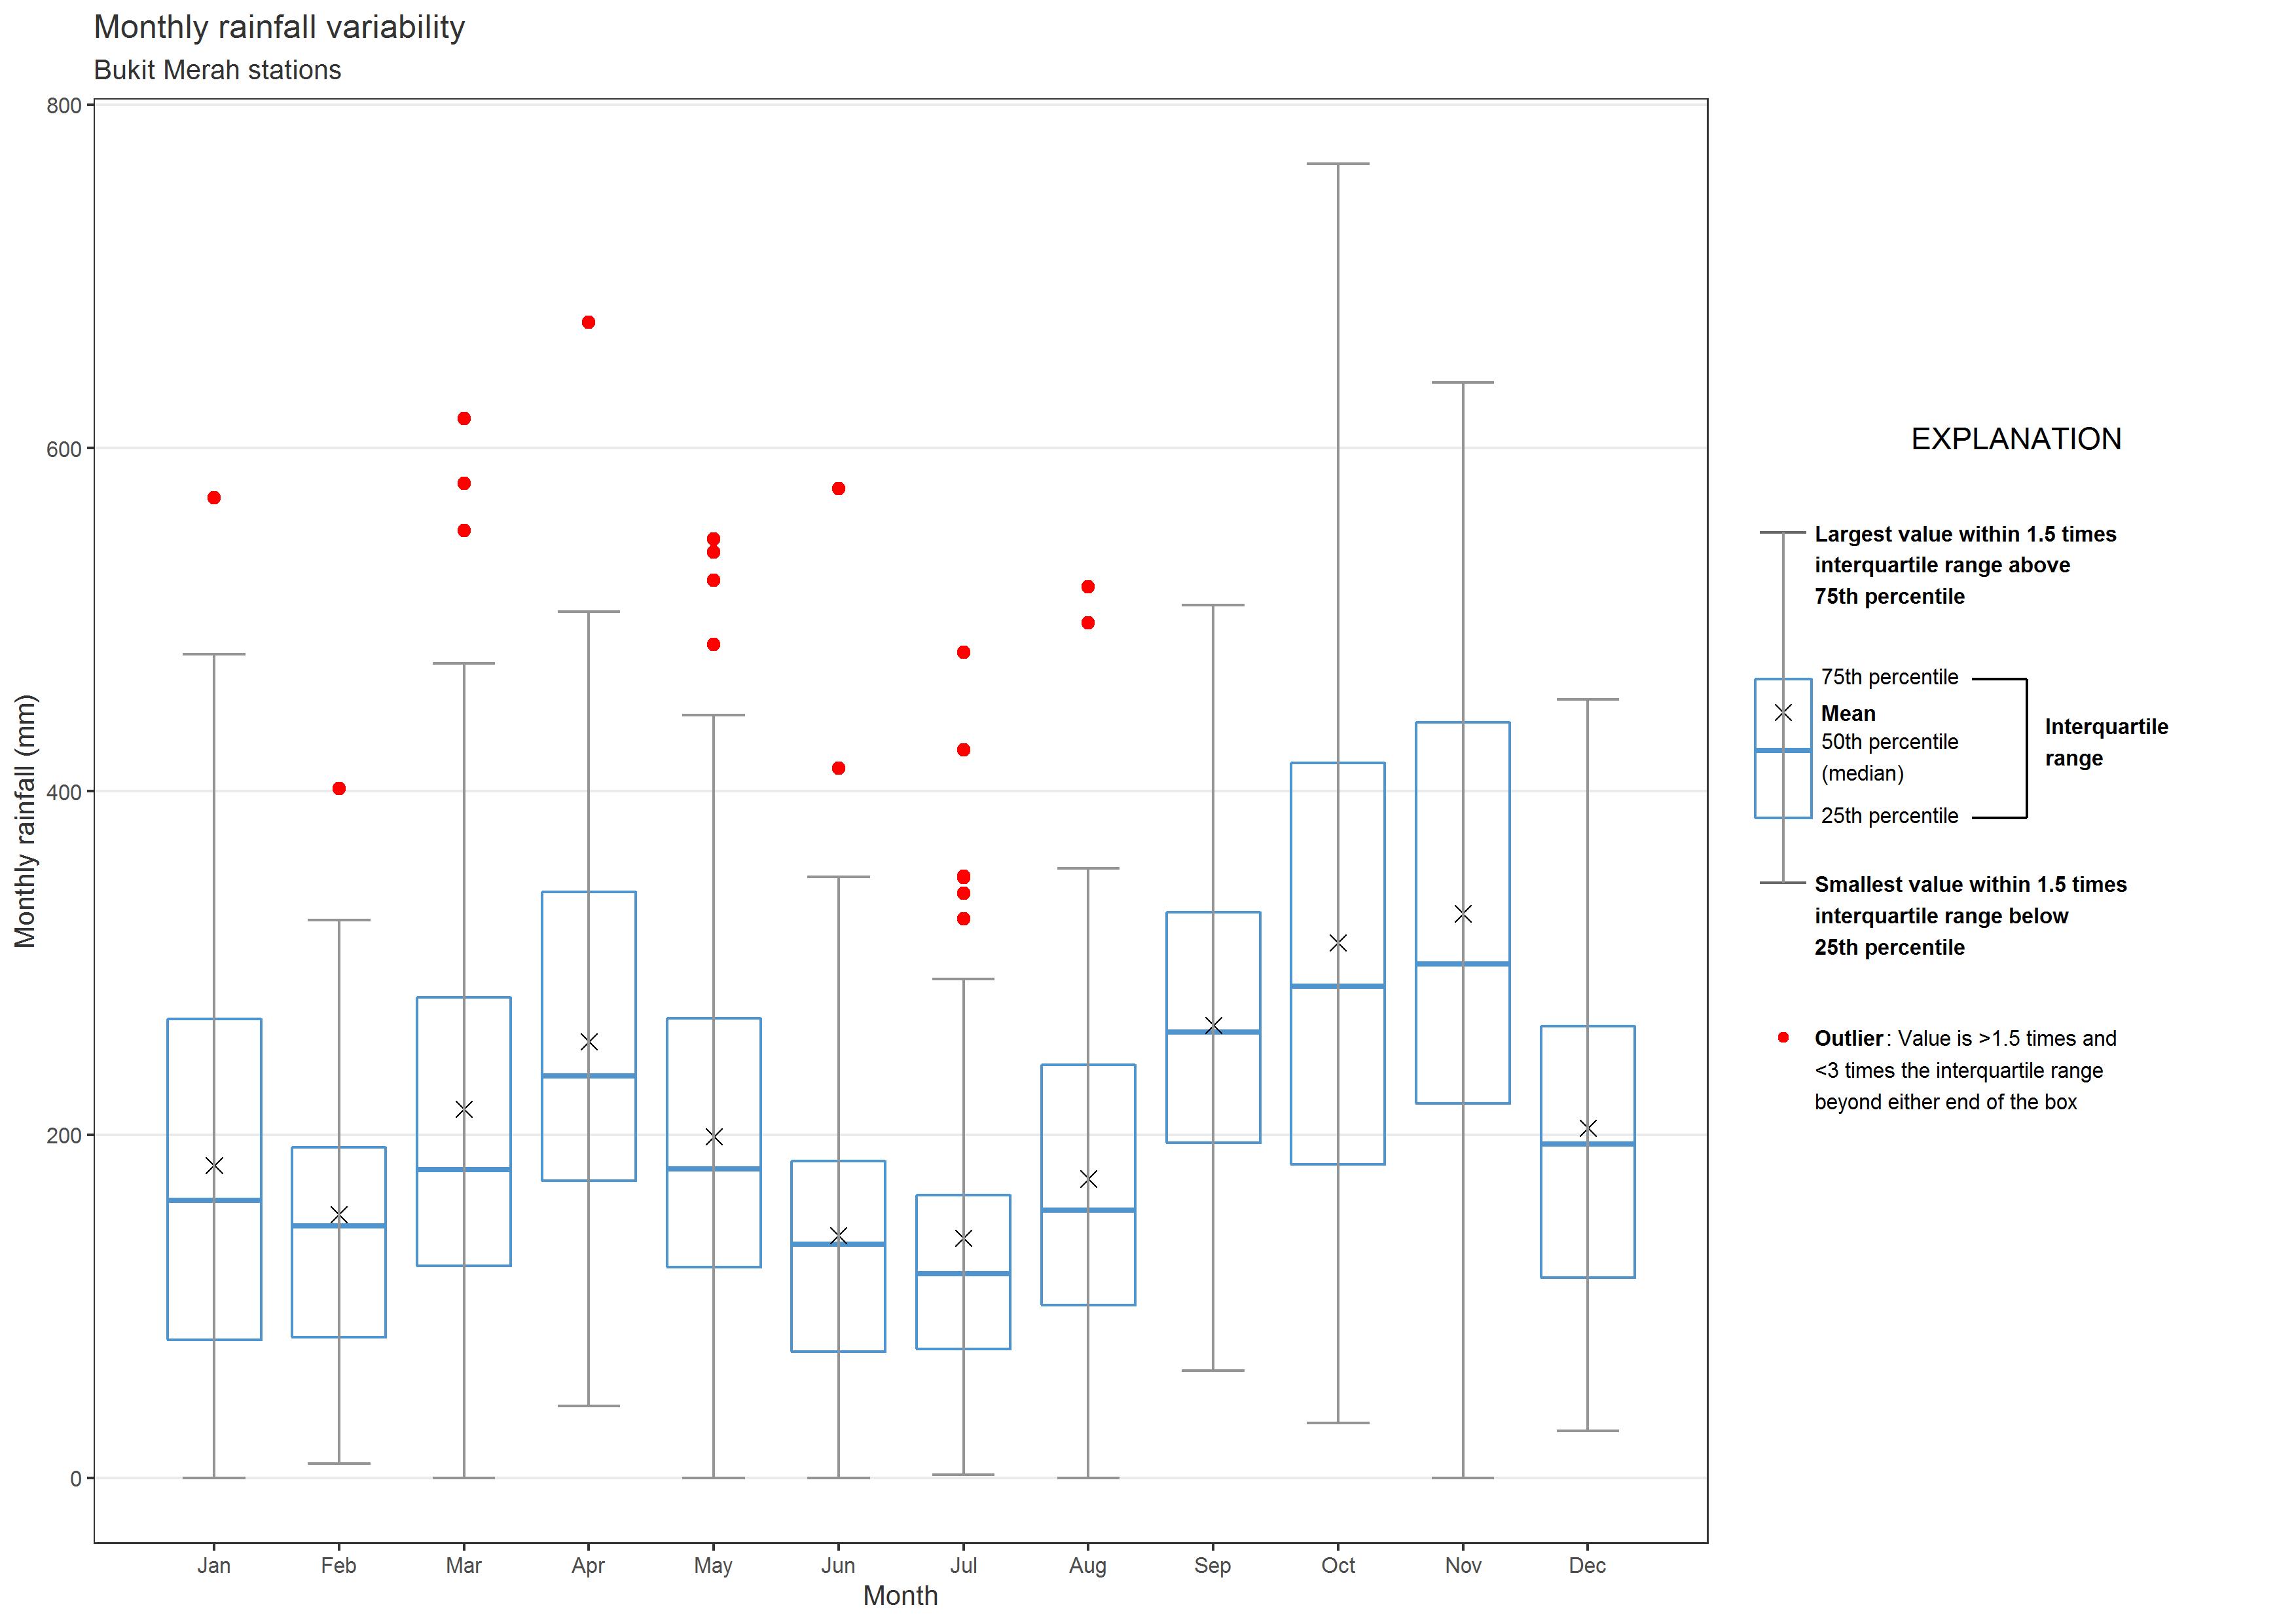 Monthly rainfall variability
Bukit Merah stations
Monthly rainfall (mm)
800
600
400
200
0
Jan Feb Mar Apr May Jun Jul Aug Sep Oct Nov Dec
Month
EXPLANATION
Largest value within 1.5 times
interquartile range above
75th percentile
75th percentile
Mean
50th percentile
(median)
25th percentile
Interquartile
range
Smallest value within 1.5 times
interquartile range below
25th percentile
Outlier: Value is >1.5 times and
<3 times the interquartile range
beyond either end of the box